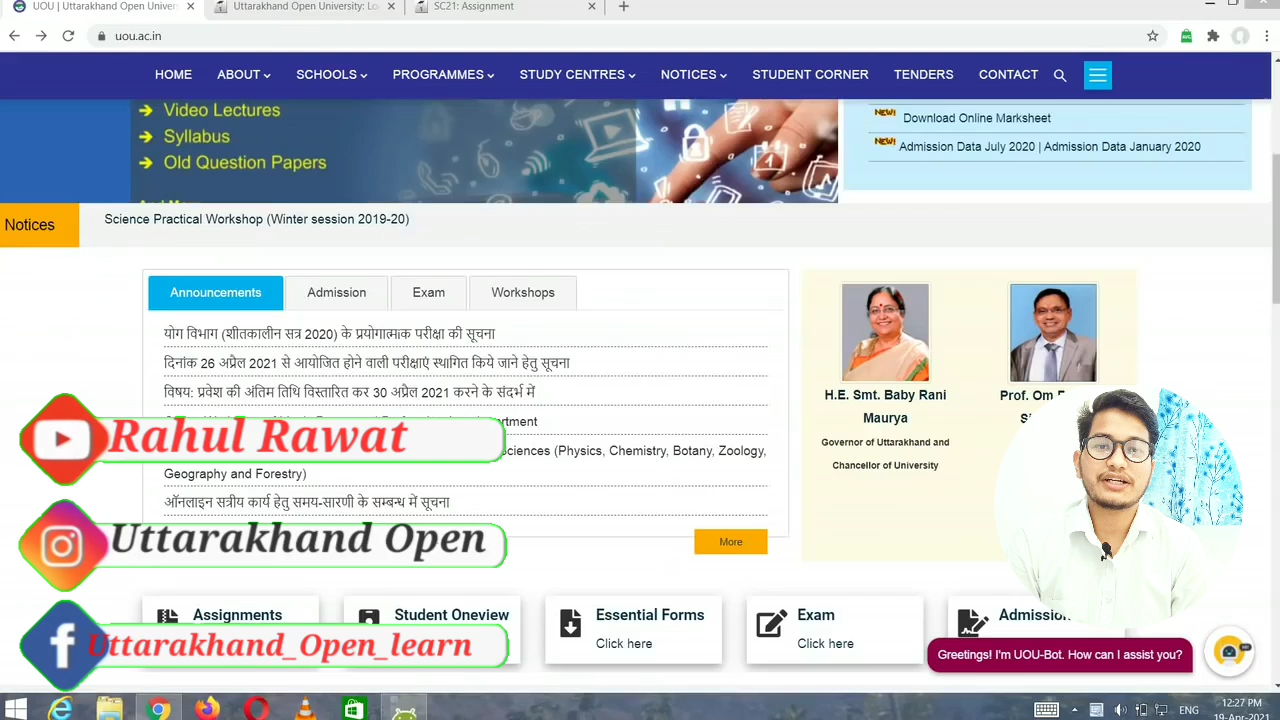 UOU | Uttarakhand Open Univers
Uttarakhand Open University: Lo
SC21: Assignment
uou.ac.in
HOME ABOUT SCHOOLS PROGRAMMES STUDY CENTRES NOTICES STUDENT CORNER TENDERS CONTACT
Video Lectures
Syllabus
Old Question Papers
NEW! Download Online Marksheet
NEW! Admission Data July 2020 | Admission Data January 2020
Notices
Science Practical Workshop (Winter session 2019-20)
Announcements Admission Exam Workshops
योग विभाग (शीतकालीन सत्र 2020) के प्रयोगात्मक परीक्षा की सूचना
दिनांक 26 अप्रैल 2021 से आयोजित होने वाली परीक्षाएं स्थगित किये जाने हेतु सूचना
विषय: प्रवेश की अंतिम तिथि विस्तारित कर 30 अप्रैल 2021 करने के संदर्भ में
(Physics, Chemistry, Botany, Zoology,
Geography and Forestry)
ऑनलाइन सत्रीय कार्य हेतु समय-सारणी के सम्बन्ध में सूचना
More
H.E. Smt. Baby Rani
Maurya
Governor of Uttarakhand and
Chancellor of University
Prof. Om
Rahul Rawat
Uttarakhand Open
Uttarakhand_Open_learn
Assignments
Student Oneview
Essential Forms
Click here
Exam
Click here
Greetings! I'm UOU-Bot. How can I assist you?
ENG
12:27 PM
19-Apr-2021